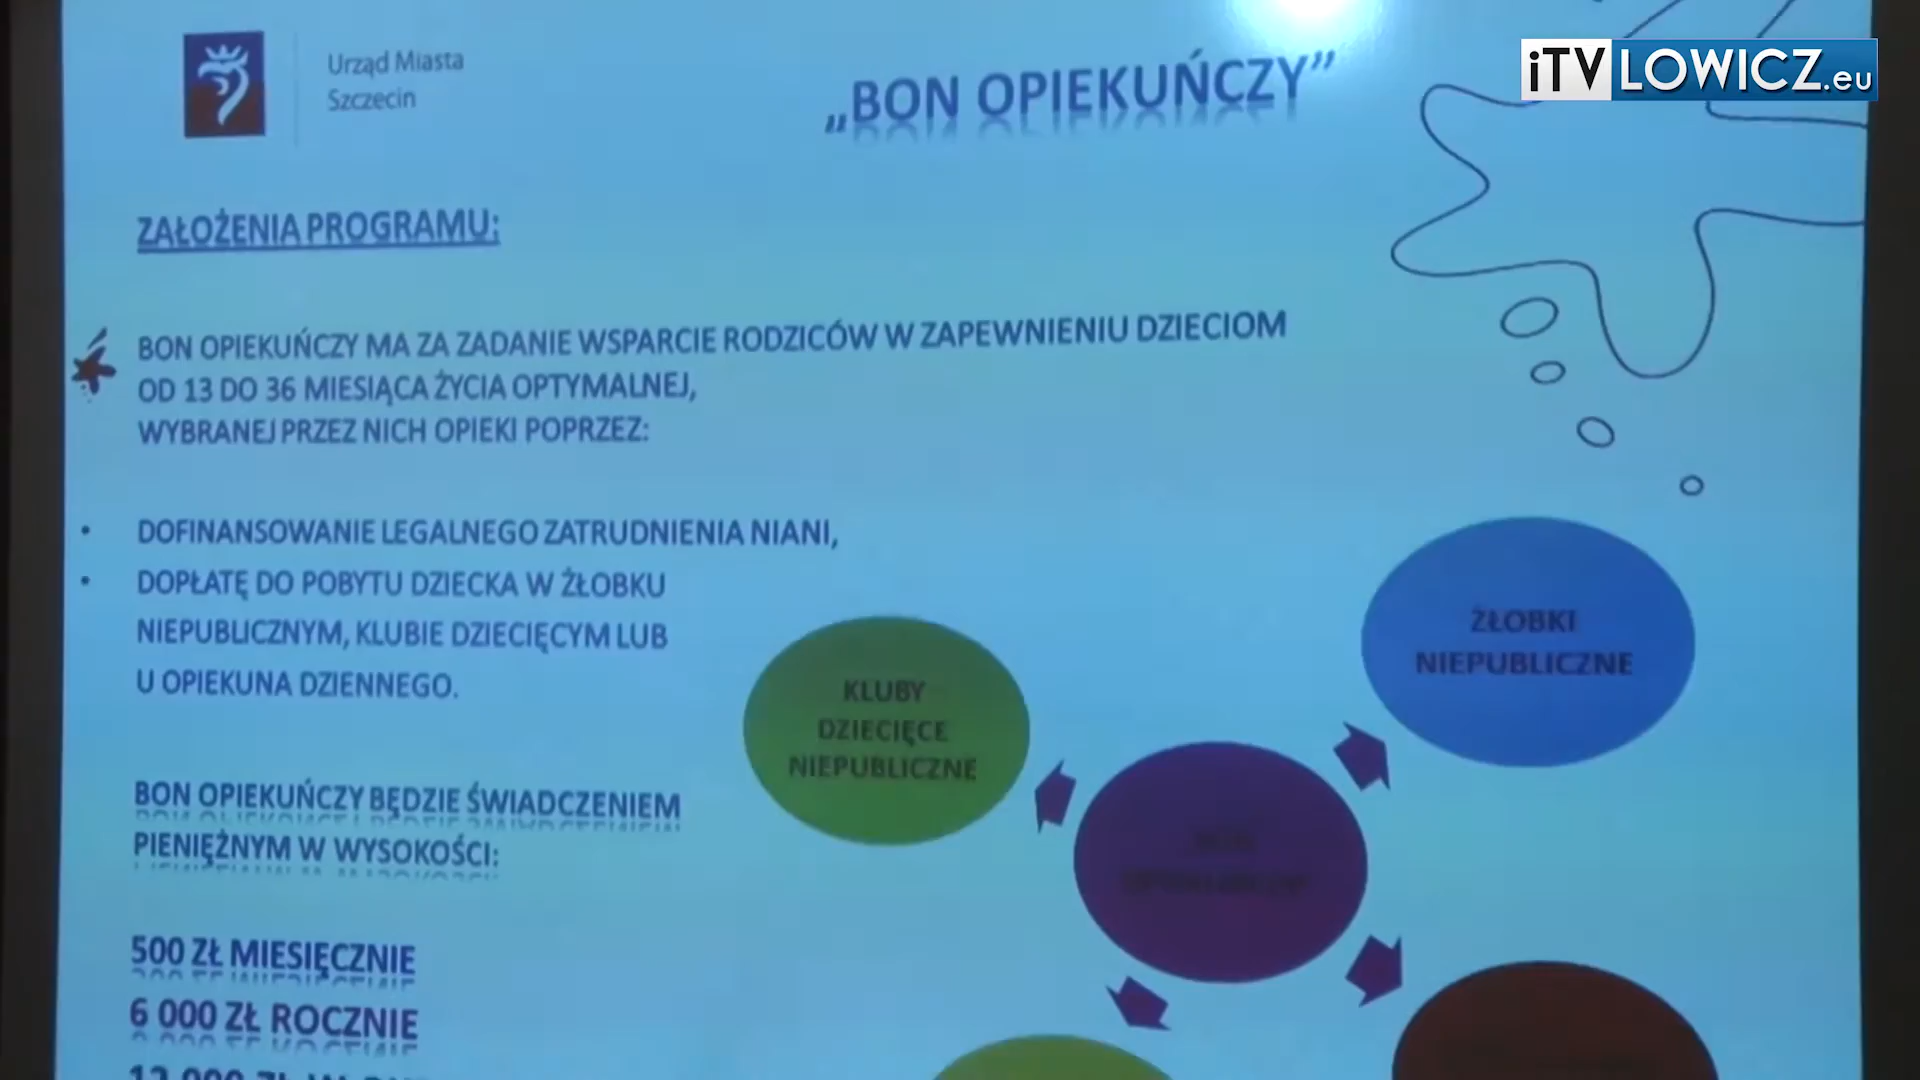 Urząd Miasta
Szczecin
„BON OPIEKUŃCZY”
iTVLOWICZ.eu
ZAŁOŻENIA PROGRAMU:
BON OPIEKUŃCZY MA ZA ZADANIE WSPARCIE RODZICÓW W ZAPEWNIENIU DZIECIOM
OD 13 DO 36 MIESIĄCA ŻYCIA OPTYMALNEJ,
WYBRANEJ PRZEZ NICH OPIEKI POPRZEZ:
• DOFINANSOWANIE LEGALNEGO ZATRUDNIENIA NIANI,
• DOPŁATĘ DO POBYTU DZIECKA W ŻŁOBKU
NIEPUBLICZNYM, KLUBIE DZIECIĘCYM LUB
U OPIEKUNA DZIENNEGO.
BON OPIEKUŃCZY BĘDZIE ŚWIADCZENIEM
PIENIĘŻNYM W WYSOKOŚCI:
500 ZŁ MIESIĘCZNIE
6 000 ZŁ ROCZNIE
KLUBY
DZIECIĘCE
NIEPUBLICZNE
ŻŁOBKI
NIEPUBLICZNE